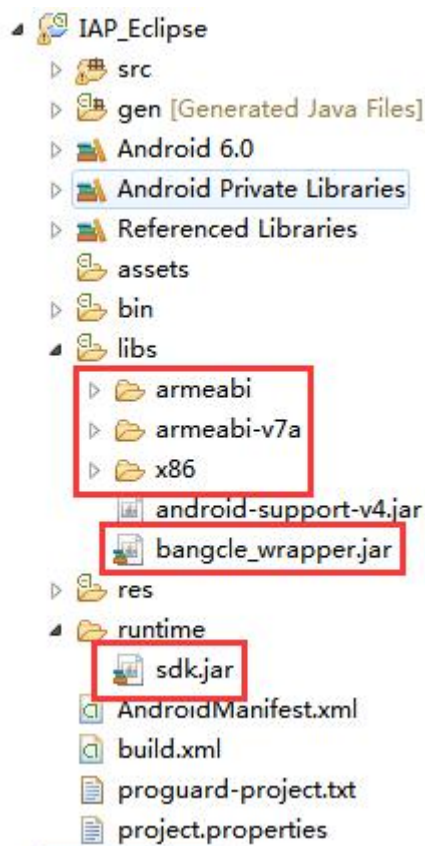 IAP_Eclipse
src
gen [Generated Java Files]
Android 6.0
Android Private Libraries
Referenced Libraries
assets
bin
libs
armeabi
armeabi-v7a
x86
android-support-v4.jar
bangcle_wrapper.jar
res
runtime
sdk.jar
AndroidManifest.xml
build.xml
proguard-project.txt
project.properties